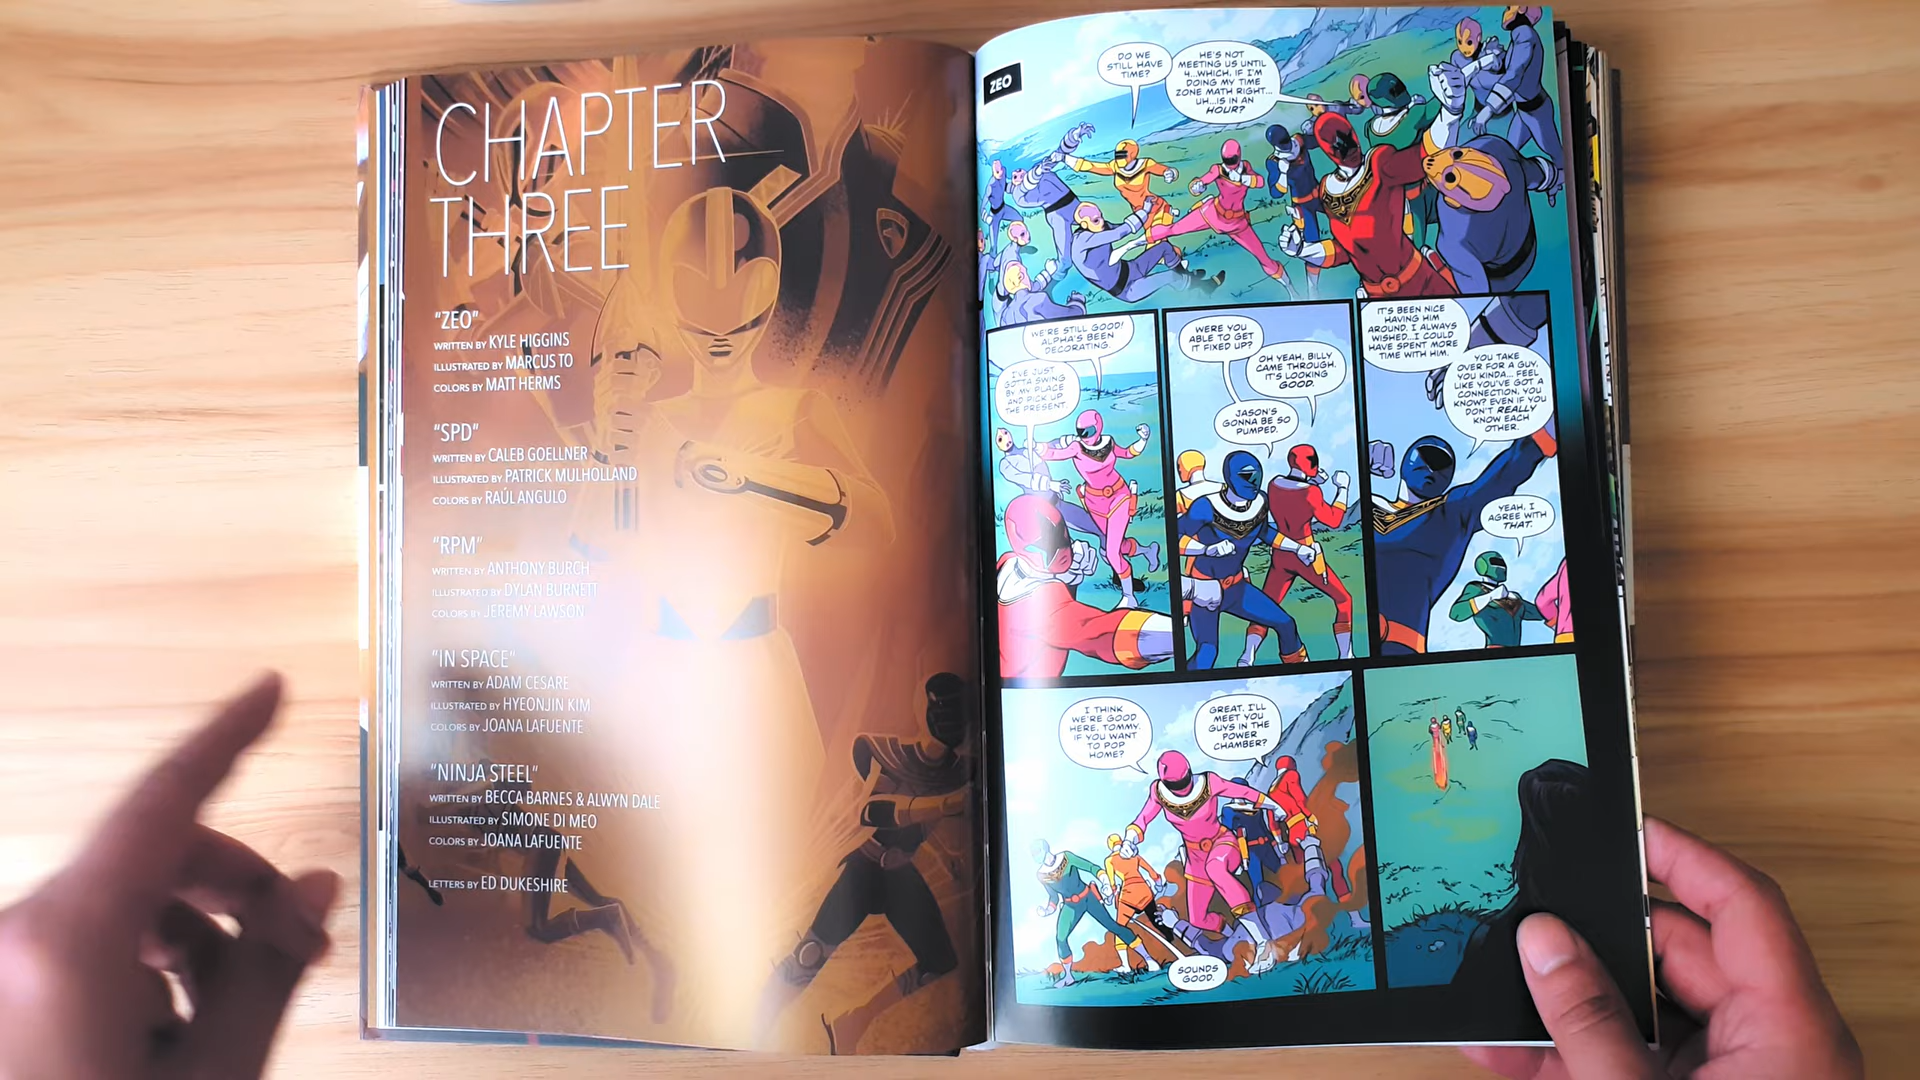 CHAPTER
THREE
"ZEO"
WRITTEN BY KYLE HIGGINS
ILLUSTRATED BY MARCUS TO
COLORS BY MATT HERMS
"SPD"
WRITTEN BY CALEB GOELLNER
ILLUSTRATED BY PATRICK MULHOLLAND
COLORS BY RAÚL ANGULO
"RPM"
WRITTEN BY ANTHONY BURCH
ILLUSTRATED BY DYLAN BURNETT
COLORS BY JEREMY LAWSON
"IN SPACE"
WRITTEN BY ADAM CESARE
ILLUSTRATED BY HYEONJIN KIM
COLORS BY JOANA LAFUENTE
"NINJA STEEL"
WRITTEN BY BECCA BARNES & ALWYN DALE
ILLUSTRATED BY SIMONE DI MEO
COLORS BY JOANA LAFUENTE
LETTERS BY ED DUKESHIRE
ZEO
DO WE
STILL HAVE
TIME?
HE'S NOT
MEETING US UNTIL
4...WHICH, IF I'M
DOING MY TIME
ZONE MATH RIGHT...
UH...IS IN AN
HOUR?
WE'RE STILL GOOD!
ALPHA'S BEEN
DECORATING.
I'VE JUST
GOTTA SWING
BY MY PLACE
AND PICK UP
THE PRESENT.
WERE YOU
ABLE TO GET
IT FIXED UP?
OH YEAH, BILLY
CAME THROUGH.
IT'S LOOKING
GOOD.
JASON'S
GONNA BE SO
PUMPED.
IT'S BEEN NICE
HAVING HIM
AROUND. I ALWAYS
WISHED...I COULD
HAVE SPENT MORE
TIME WITH HIM.
YOU TAKE
OVER FOR A GUY,
YOU KINDA... FEEL
LIKE YOU'VE GOT A
CONNECTION, YOU
KNOW? EVEN IF YOU
DON'T REALLY
KNOW EACH
OTHER.
YEAH, I
AGREE WITH
THAT.
I THINK
WE'RE GOOD
HERE, TOMMY,
IF YOU WANT
TO POP
HOME?
GREAT. I'LL
MEET YOU
GUYS IN THE
POWER
CHAMBER?
SOUNDS
GOOD.